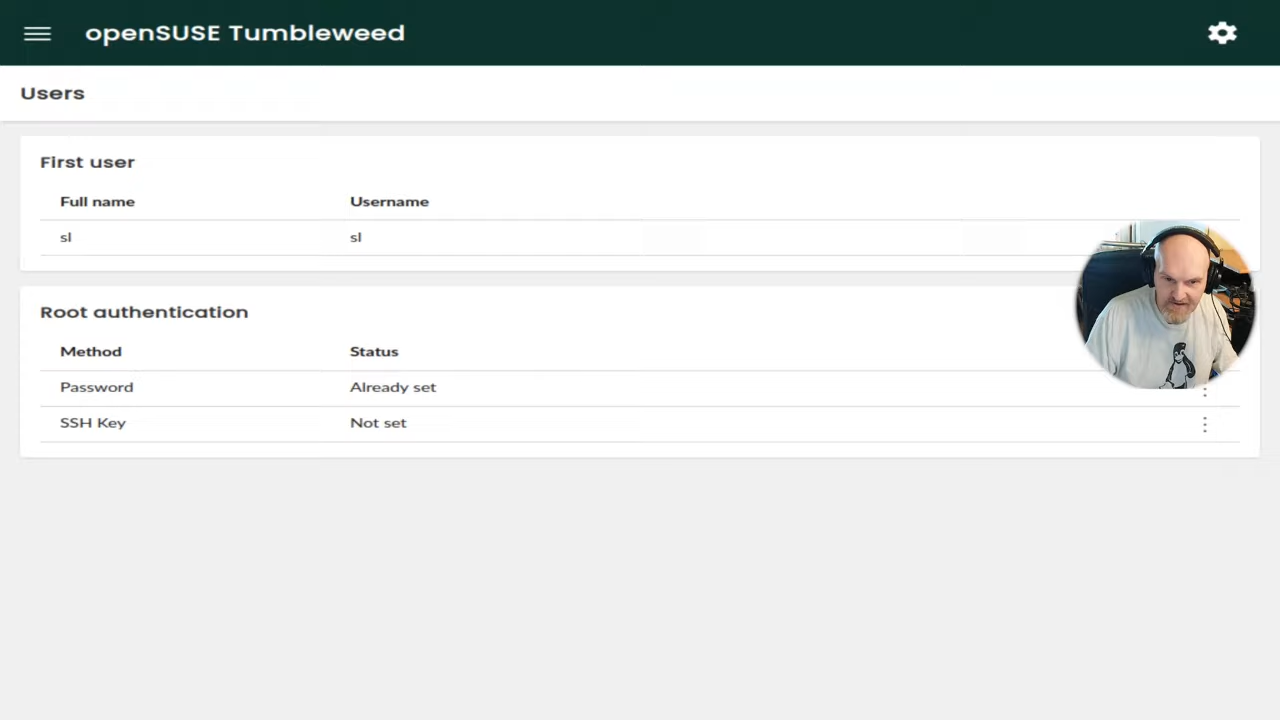 openSUSE Tumbleweed
Users
First user
Full name Username
sl sl
Root authentication
Method Status
Password Already set
SSH Key Not set